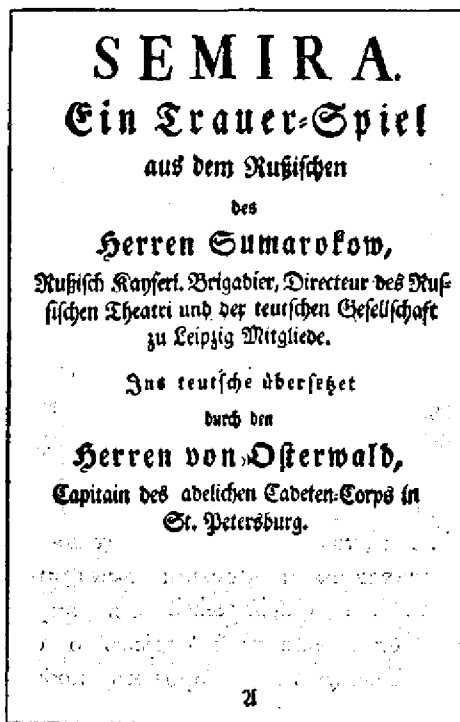 SEMIRA.
Ein Trauer=Spiel
aus dem Rußischen
des
Herren Sumarokow,
Rußisch Kayserl. Brigadier, Directeur des Rus=
sischen Theatri und der teutschen Gesellschaft
zu Leipzig Mitgliede.
Ins teutsche übersetzet
durch den
Herren von Osterwald,
Capitain des adelichen Cadeten=Corps in
St. Petersburg.
A